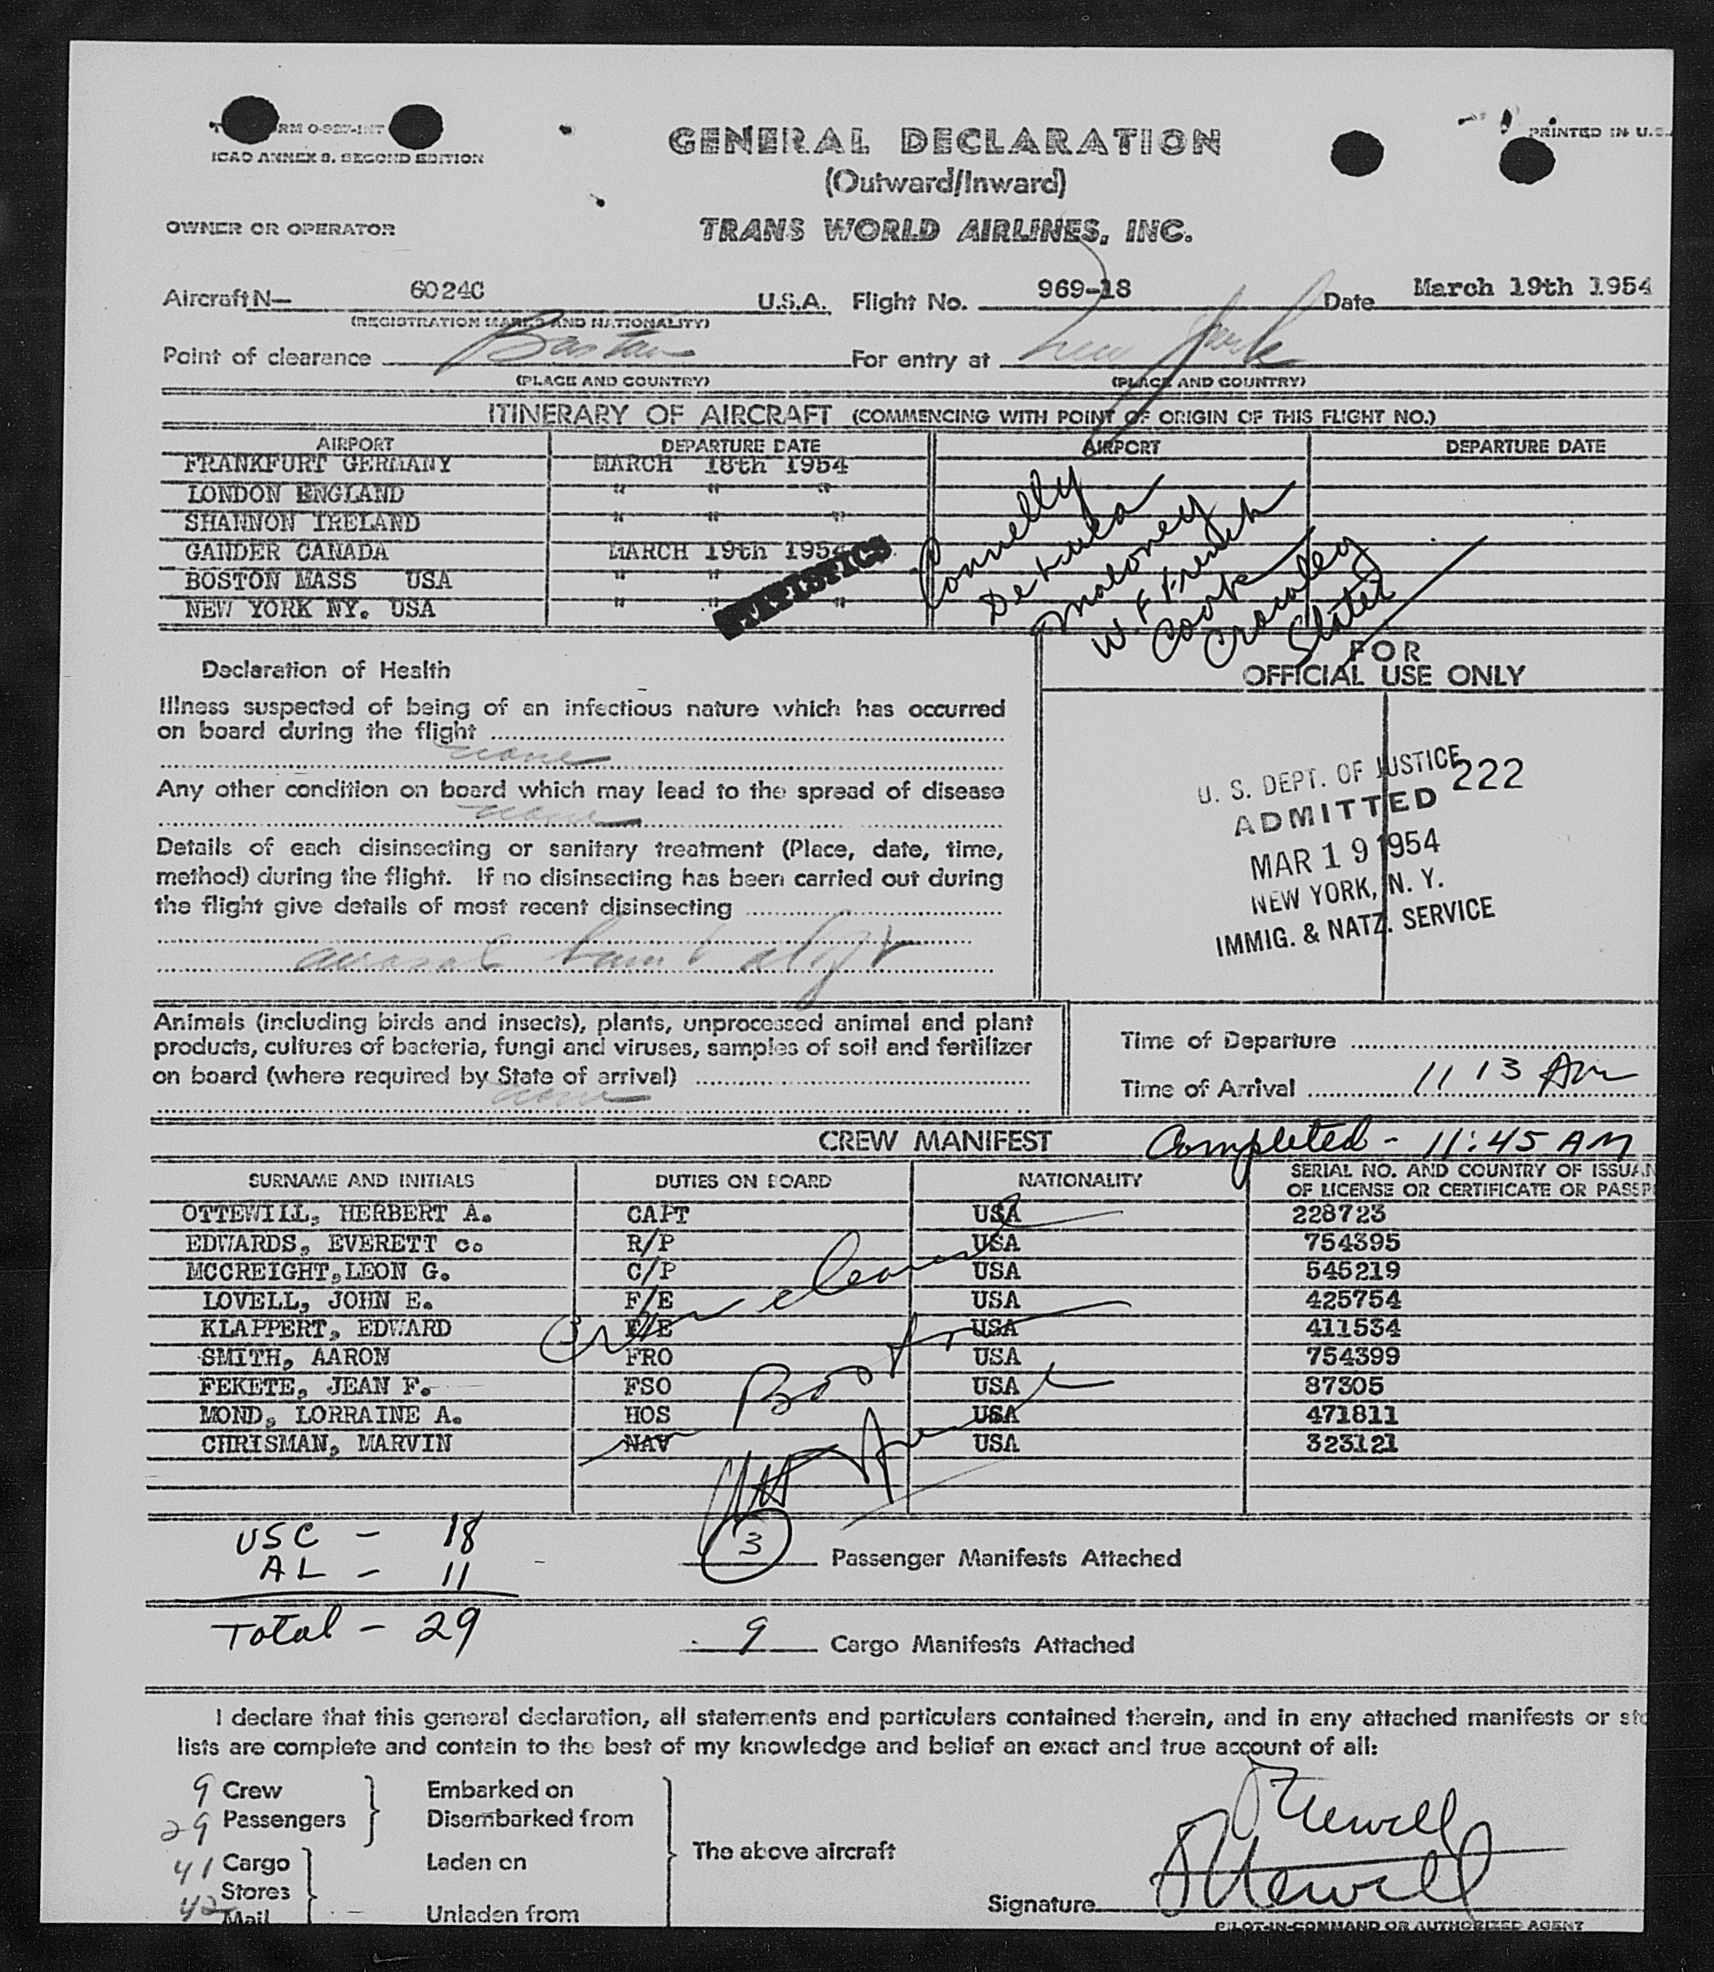 RM O-927-INT
ICAO ANNEX 9. SECOND EDITION
PRINTED IN U.S.
GENERAL DECLARATION
(Outward/Inward)
OWNER OR OPERATOR TRANS WORLD AIRLINES, INC.
Aircraft N— 6024C U.S.A. Flight No. 969-18 Date March 19th 1954
(REGISTRATION MARKS AND NATIONALITY)
Point of clearance Boston For entry at New York
(PLACE AND COUNTRY) (PLACE AND COUNTRY)
ITINERARY OF AIRCRAFT (COMMENCING WITH POINT OF ORIGIN OF THIS FLIGHT NO.)
AIRPORT DEPARTURE DATE AIRPORT DEPARTURE DATE
FRANKFURT GERMANY MARCH 18th 1954
LONDON ENGLAND " " "
SHANNON IRELAND " " "
GANDER CANADA MARCH 19th 1954
BOSTON MASS USA " "
NEW YORK NY. USA " " "
STATISTICS
Connelly
DeLuca
Maloney
W F French
Cook
Crowley
Slater
Declaration of Health
Illness suspected of being of an infectious nature which has occurred
on board during the flight
none
Any other condition on board which may lead to the spread of disease
none
Details of each disinsecting or sanitary treatment (Place, date, time,
method) during the flight. If no disinsecting has been carried out during
the flight give details of most recent disinsecting
aerosol bomb
FOR
OFFICIAL USE ONLY
U. S. DEPT. OF JUSTICE
ADMITTED 222
MAR 19 1954
NEW YORK, N. Y.
IMMIG. & NATZ. SERVICE
Animals (including birds and insects), plants, unprocessed animal and plant
products, cultures of bacteria, fungi and viruses, samples of soil and fertilizer
on board (where required by State of arrival)
none
Time of Departure
Time of Arrival 11 13 Am
CREW MANIFEST Completed - 11:45 AM
SURNAME AND INITIALS DUTIES ON BOARD NATIONALITY SERIAL NO. AND COUNTRY OF ISSUAN
OF LICENSE OR CERTIFICATE OR PASSP
OTTEWILL, HERBERT A. CAPT USA 228723
EDWARDS, EVERETT C. R/P USA 754395
MCCREIGHT,LEON G. C/P USA 545219
LOVELL, JOHN E. F/E USA 425754
KLAPPERT, EDWARD F/E USA 411534
SMITH, AARON FRO USA 754399
FEKETE, JEAN F. FSO USA 87305
MOND, LORRAINE A. HOS USA 471811
CHRISMAN, MARVIN NAV USA 323121
Crew cleared
Boston
USC - 18
AL - 11
Total - 29
3 Passenger Manifests Attached
9 Cargo Manifests Attached
I declare that this general declaration, all statements and particulars contained therein, and in any attached manifests or sto
lists are complete and contain to the best of my knowledge and belief an exact and true account of all:
9 Crew Embarked on
29 Passengers Disembarked from
The above aircraft
41 Cargo Laden on
Stores
42 Mail Unladen from
Signature
PILOT-IN-COMMAND OR AUTHORIZED AGENT